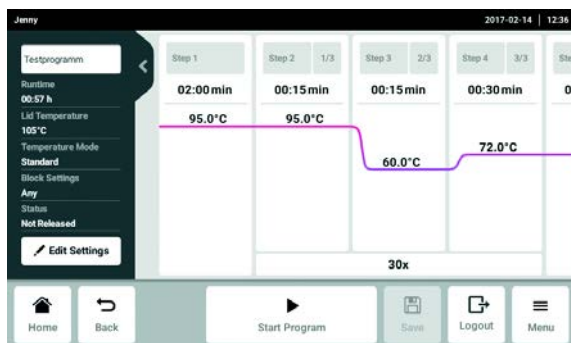 Jenny
2017-02-14 | 12:36
Testprogramm
Runtime
00:57 h
Lid Temperature
105°C
Temperature Mode
Standard
Block Settings
Any
Status
Not Released
Edit Settings
Step 1
02:00 min
95.0°C
Step 2 1/3
00:15 min
95.0°C
Step 3 2/3
00:15 min
60.0°C
Step 4 3/3
00:30 min
72.0°C
Ste
0
30x
Home
Back
Start Program
Save
Logout
Menu